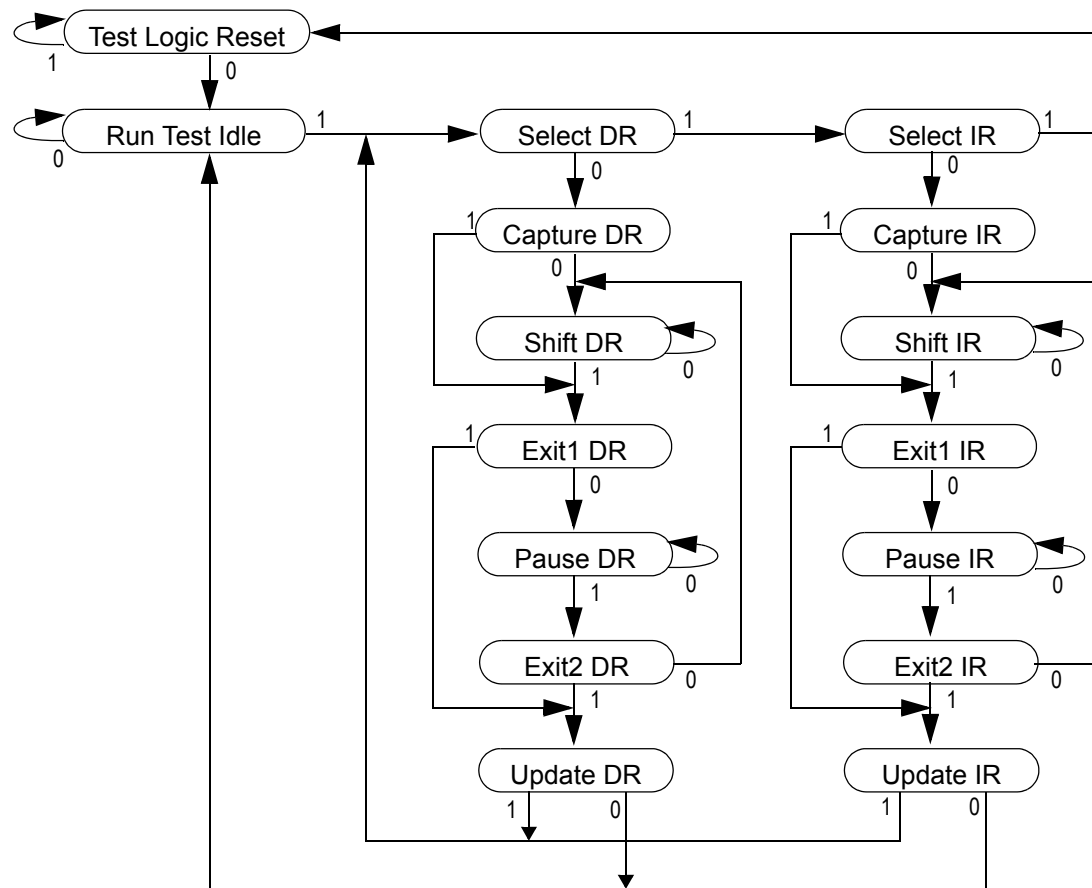 Test Logic Reset
1
0
Run Test Idle
0
1
Select DR
1
Select IR
1
0
0
1
Capture DR
1
Capture IR
0
0
Shift DR
0
Shift IR
0
1
1
1
Exit1 DR
1
Exit1 IR
0
0
Pause DR
0
Pause IR
0
1
1
Exit2 DR
0
Exit2 IR
0
1
1
Update DR
Update IR
1
0
1
0